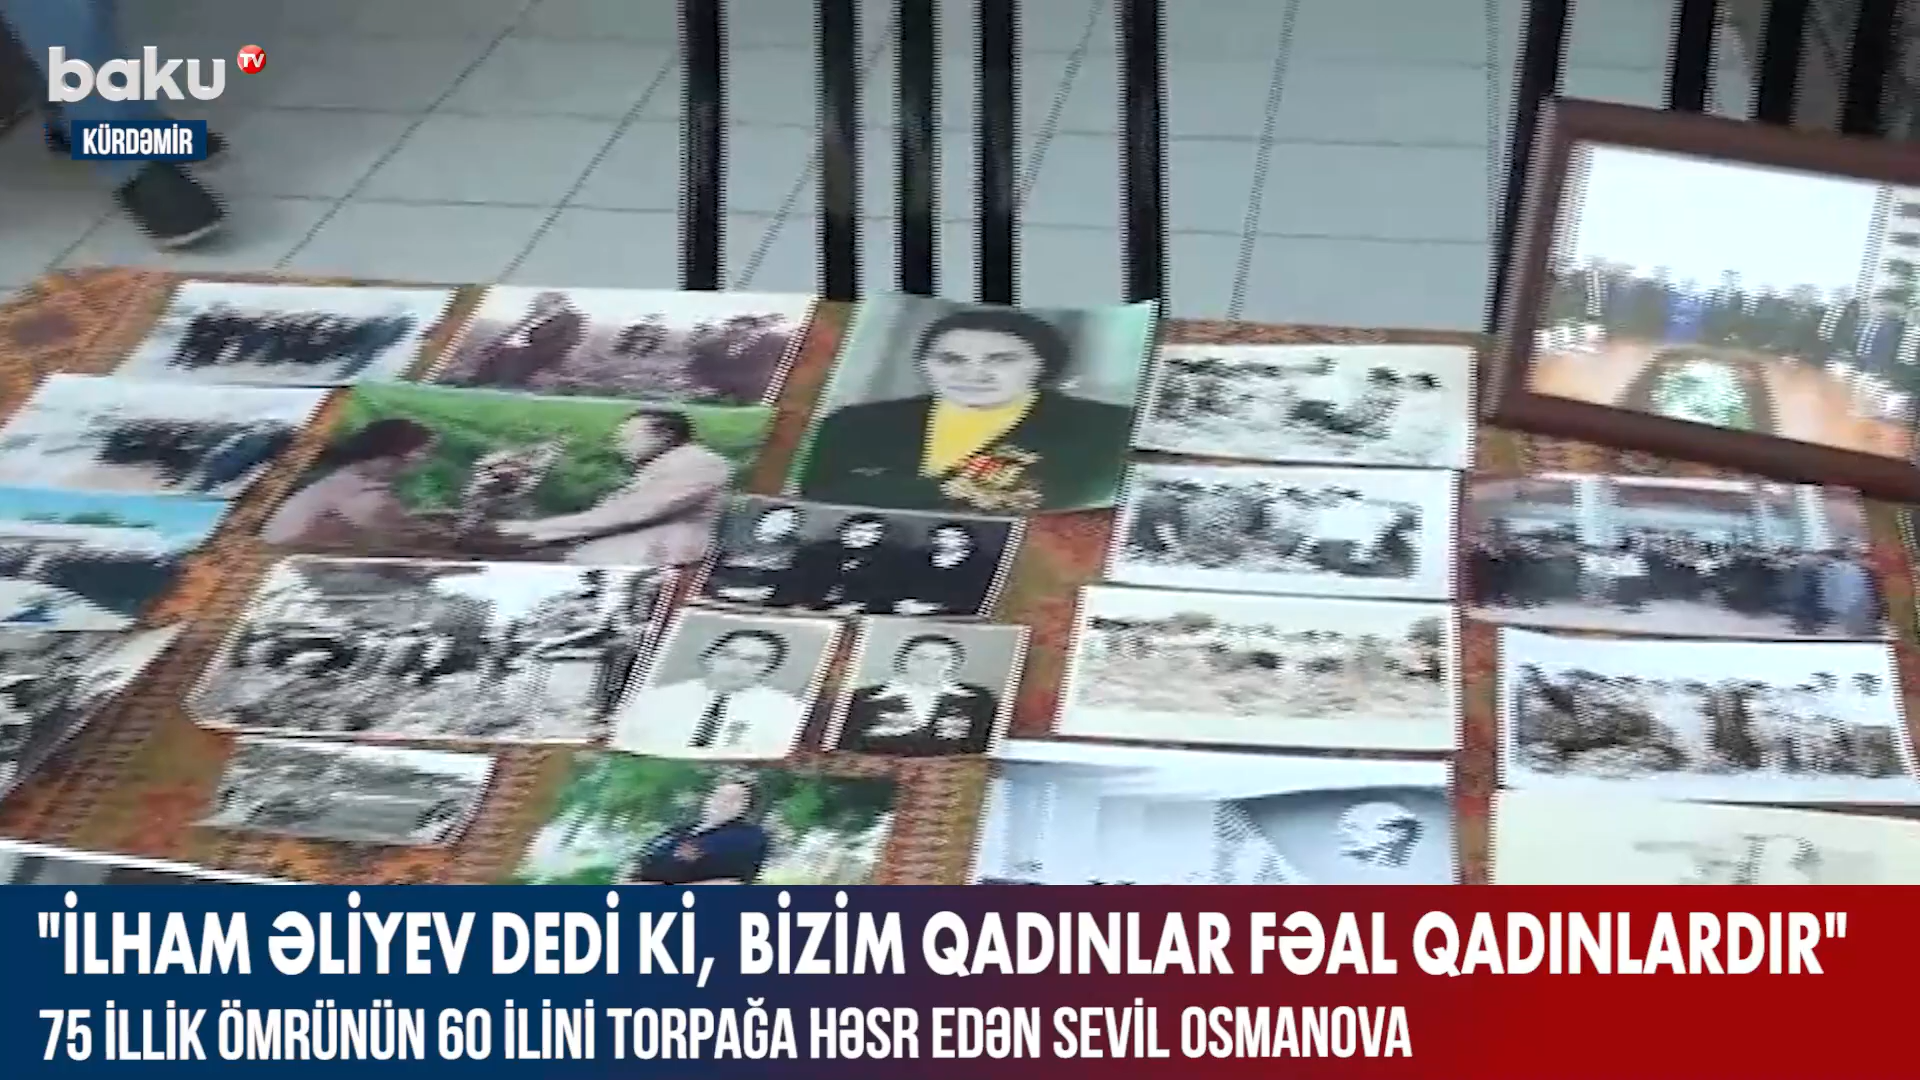 baku TV
KÜRDƏMİR
"İLHAM ƏLİYEV DEDİ Kİ, BİZİM QADINLAR FƏAL QADINLARDIR"
75 İLLİK ÖMRÜNÜN 60 İLİNİ TORPAĞA HƏSR EDƏN SEVİL OSMANOVA